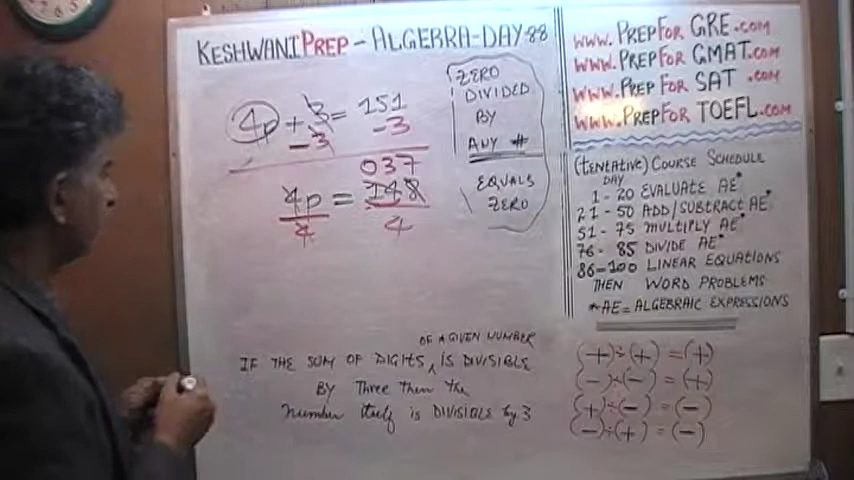 KESHWANIPREP - ALGEBRA - DAY-88
4p + 3 = 151
- 3 - 3
037
4p = 148
4 4
ZERO
DIVIDED
BY
ANY #
EQUALS
ZERO
OF A GIVEN NUMBER
IF THE SUM OF DIGITS, IS DIVISIBLE
BY Three then the
number itself is DIVISIBLE by 3
www.PREPFOR GRE.com
www.PREPFOR GMAT.com
www.PREP FOR SAT .com
www.PREPFOR TOEFL.com
(TENTATIVE) COURSE SCHEDULE
DAY
1 - 20 EVALUATE AE*
21 - 50 ADD/SUBTRACT AE*
51 - 75 MULTIPLY AE*
76 - 85 DIVIDE AE*
86-100 LINEAR EQUATIONS
THEN WORD PROBLEMS
*AE = ALGEBRAIC EXPRESSIONS
(+)÷(+) = (+)
(-)÷(-) = (+)
(+)÷(-) = (-)
(-)÷(+) = (-)